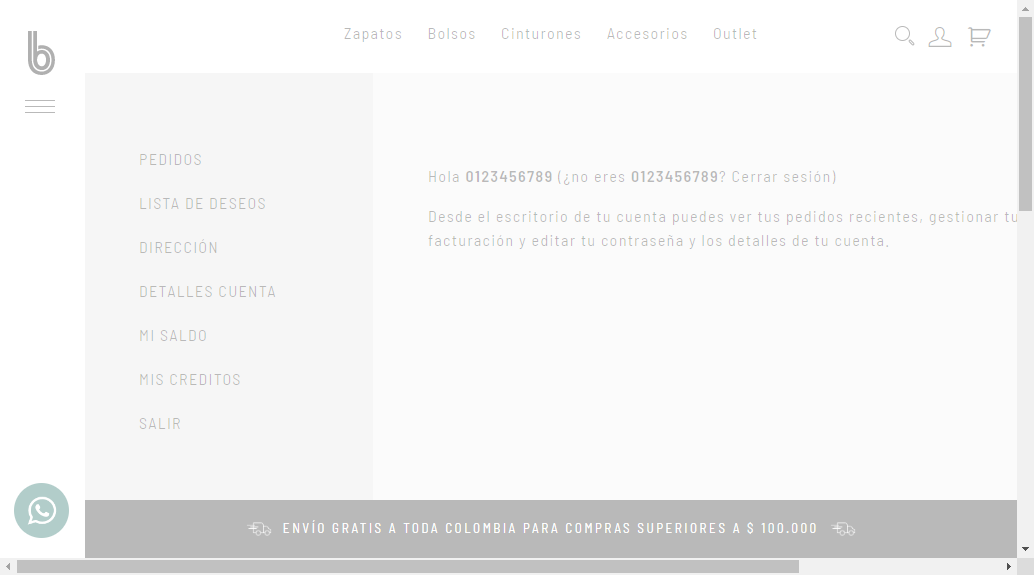 b
Zapatos Bolsos Cinturones Accesorios Outlet
PEDIDOS
LISTA DE DESEOS
DIRECCIÓN
DETALLES CUENTA
MI SALDO
MIS CREDITOS
SALIR
Hola 0123456789 (¿no eres 0123456789? Cerrar sesión)
Desde el escritorio de tu cuenta puedes ver tus pedidos recientes, gestionar tu
facturación y editar tu contraseña y los detalles de tu cuenta.
ENVÍO GRATIS A TODA COLOMBIA PARA COMPRAS SUPERIORES A $ 100.000